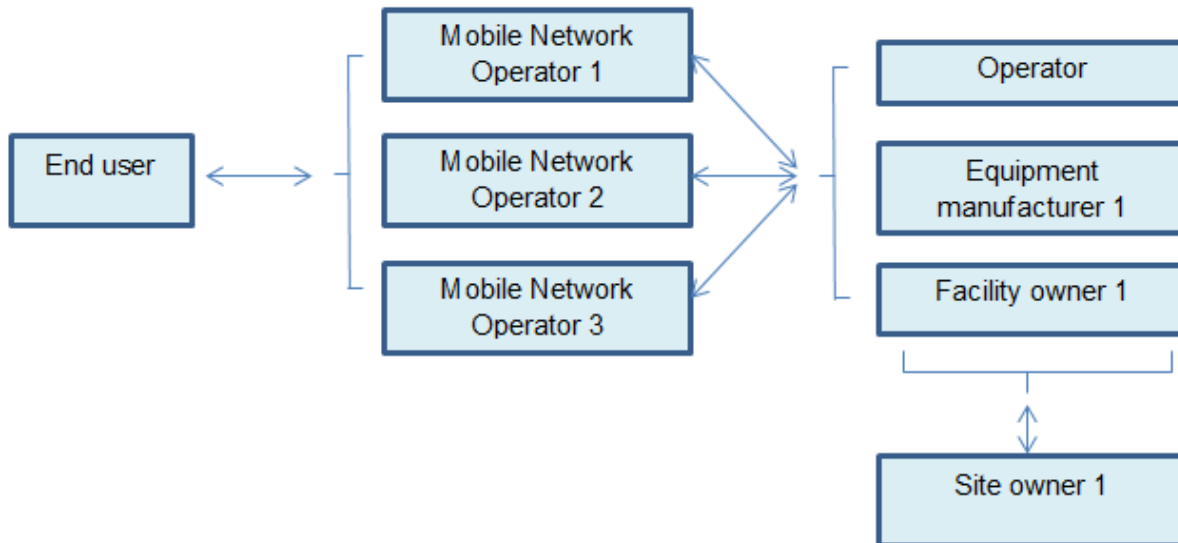 End user
Mobile Network
Operator 1
Mobile Network
Operator 2
Mobile Network
Operator 3
Operator
Equipment
manufacturer 1
Facility owner 1
Site owner 1